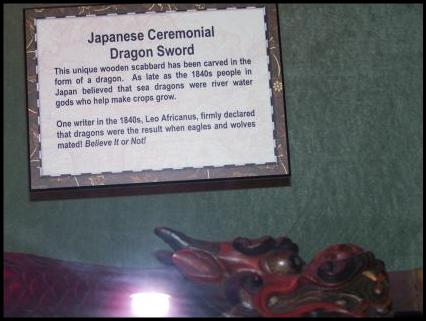 Japanese Ceremonial
Dragon Sword
This unique wooden scabbard has been carved in the
form of a dragon. As late as the 1840s people in
Japan believed that sea dragons were river water
gods who help make crops grow.
One writer in the 1840s, Leo Africanus, firmly declared
that dragons were the result when eagles and wolves
mated! Believe It or Not!